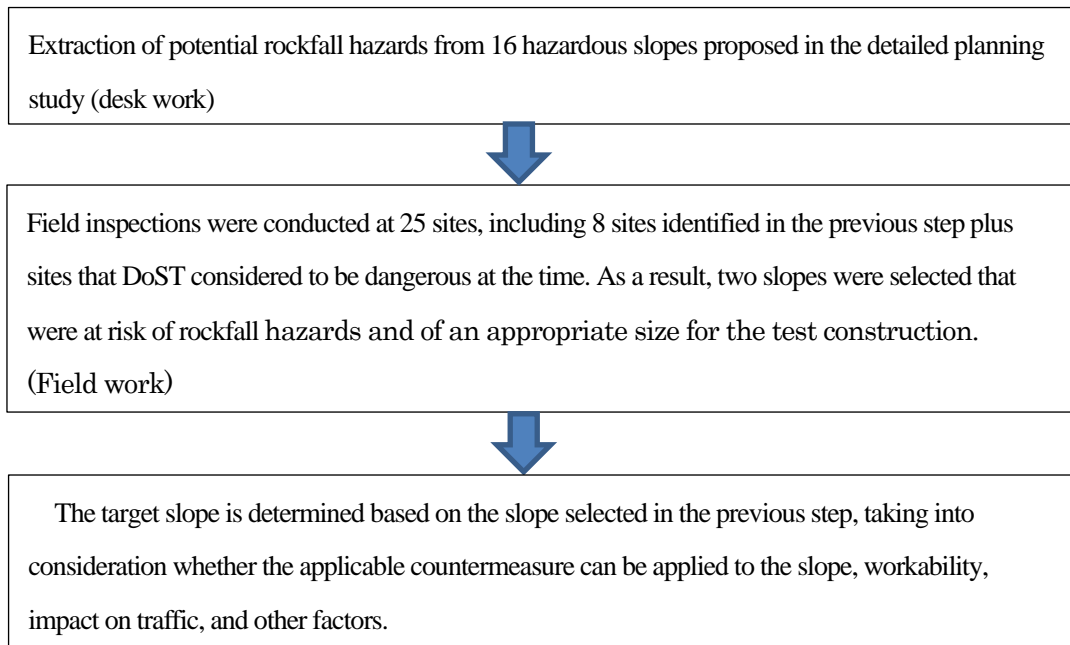 Extraction of potential rockfall hazards from 16 hazardous slopes proposed in the detailed planning
study (desk work)
Field inspections were conducted at 25 sites, including 8 sites identified in the previous step plus
sites that DoST considered to be dangerous at the time. As a result, two slopes were selected that
were at risk of rockfall hazards and of an appropriate size for the test construction.
(Field work)
The target slope is determined based on the slope selected in the previous step, taking into
consideration whether the applicable countermeasure can be applied to the slope, workability,
impact on traffic, and other factors.